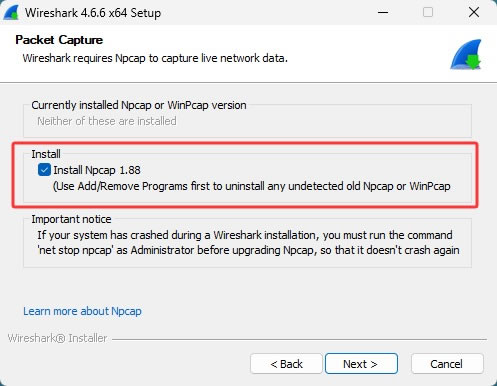 Wireshark 4.6.6 x64 Setup
Packet Capture
Wireshark requires Npcap to capture live network data.
Currently installed Npcap or WinPcap version
Neither of these are installed
Install
Install Npcap 1.88
(Use Add/Remove Programs first to uninstall any undetected old Npcap or WinPcap
Important notice
If your system has crashed during a Wireshark installation, you must run the command
'net stop npcap' as Administrator before upgrading Npcap, so that it doesn't crash again
Learn more about Npcap
Wireshark® Installer
< Back
Next >
Cancel